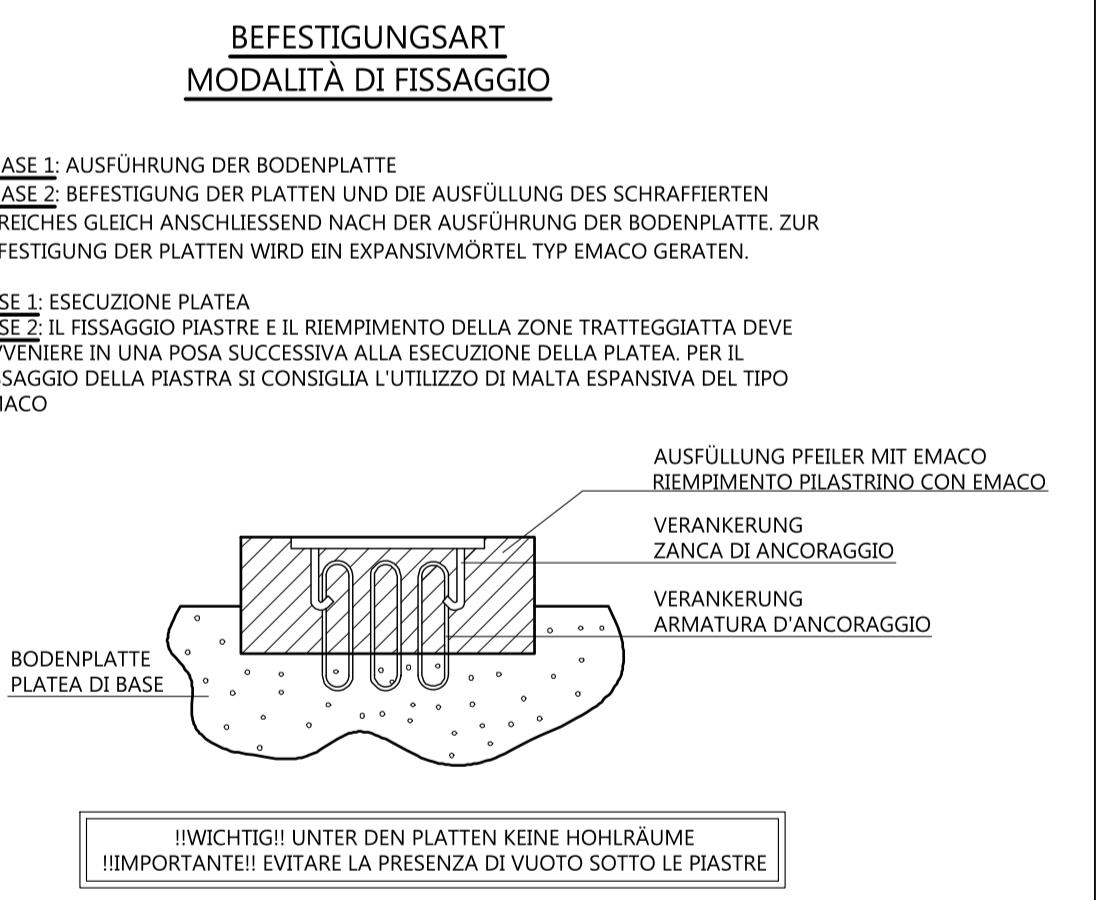 BEFESTIGUNGSART
MODALITÀ DI FISSAGGIO
ASE 1: AUSFÜHRUNG DER BODENPLATTE
ASE 2: BEFESTIGUNG DER PLATTEN UND DIE AUSFÜLLUNG DES SCHRAFFIERTEN
REICHES GLEICH ANSCHLIESSEND NACH DER AUSFÜHRUNG DER BODENPLATTE. ZUR
FESTIGUNG DER PLATTEN WIRD EIN EXPANSIVMÖRTEL TYP EMACO GERATEN.
SE 1: ESECUZIONE PLATEA
SE 2: IL FISSAGGIO PIASTRE E IL RIEMPIMENTO DELLA ZONE TRATTEGGIATTA DEVE
VENIERE IN UNA POSA SUCCESSIVA ALLA ESECUZIONE DELLA PLATEA. PER IL
SSAGGIO DELLA PIASTRA SI CONSIGLIA L'UTILIZZO DI MALTA ESPANSIVA DEL TIPO
MACO
AUSFÜLLUNG PFEILER MIT EMACO
RIEMPIMENTO PILASTRINO CON EMACO
VERANKERUNG
ZANCA DI ANCORAGGIO
VERANKERUNG
ARMATURA D'ANCORAGGIO
BODENPLATTE
PLATEA DI BASE
!!WICHTIG!! UNTER DEN PLATTEN KEINE HOHLRÄUME
!!IMPORTANTE!! EVITARE LA PRESENZA DI VUOTO SOTTO LE PIASTRE